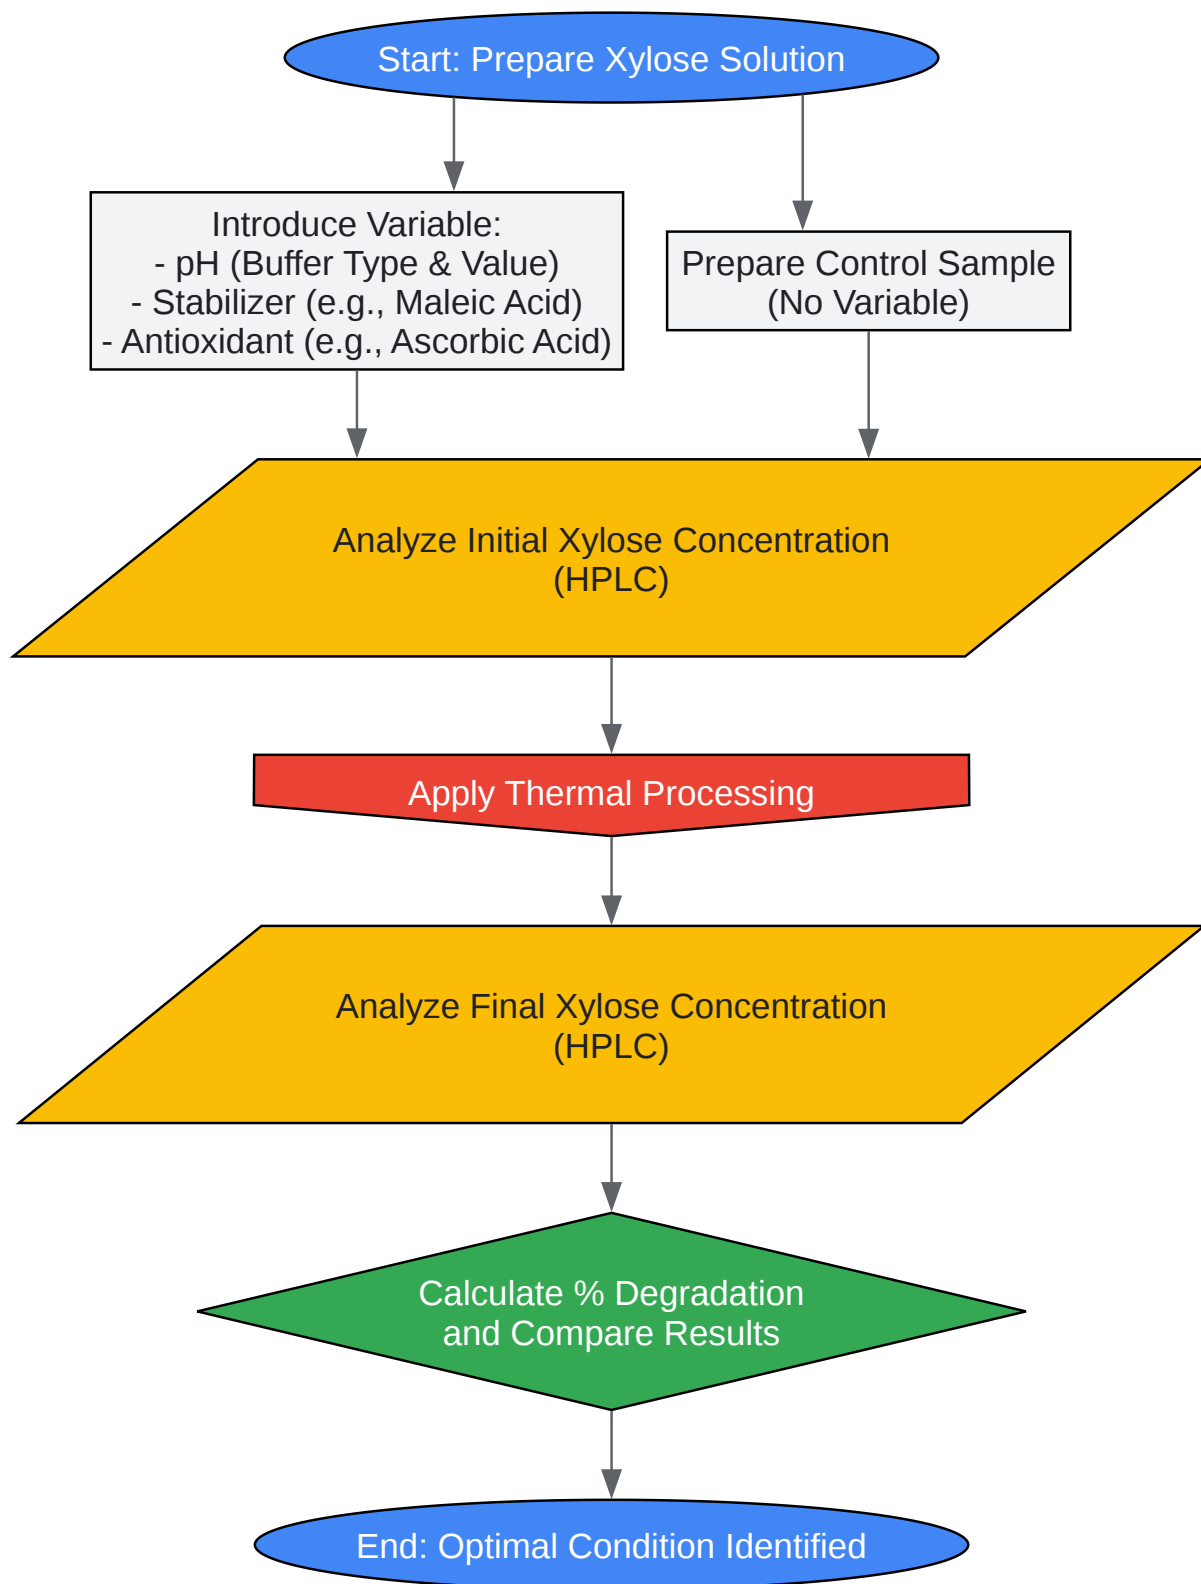 Start: Prepare Xylose Solution
Introduce Variable:
- pH (Buffer Type & Value)
- Stabilizer (e.g., Maleic Acid)
- Antioxidant (e.g., Ascorbic Acid)
Prepare Control Sample
(No Variable)
Analyze Initial Xylose Concentration
(HPLC)
Apply Thermal Processing
Analyze Final Xylose Concentration
(HPLC)
Calculate % Degradation
and Compare Results
End: Optimal Condition Identified